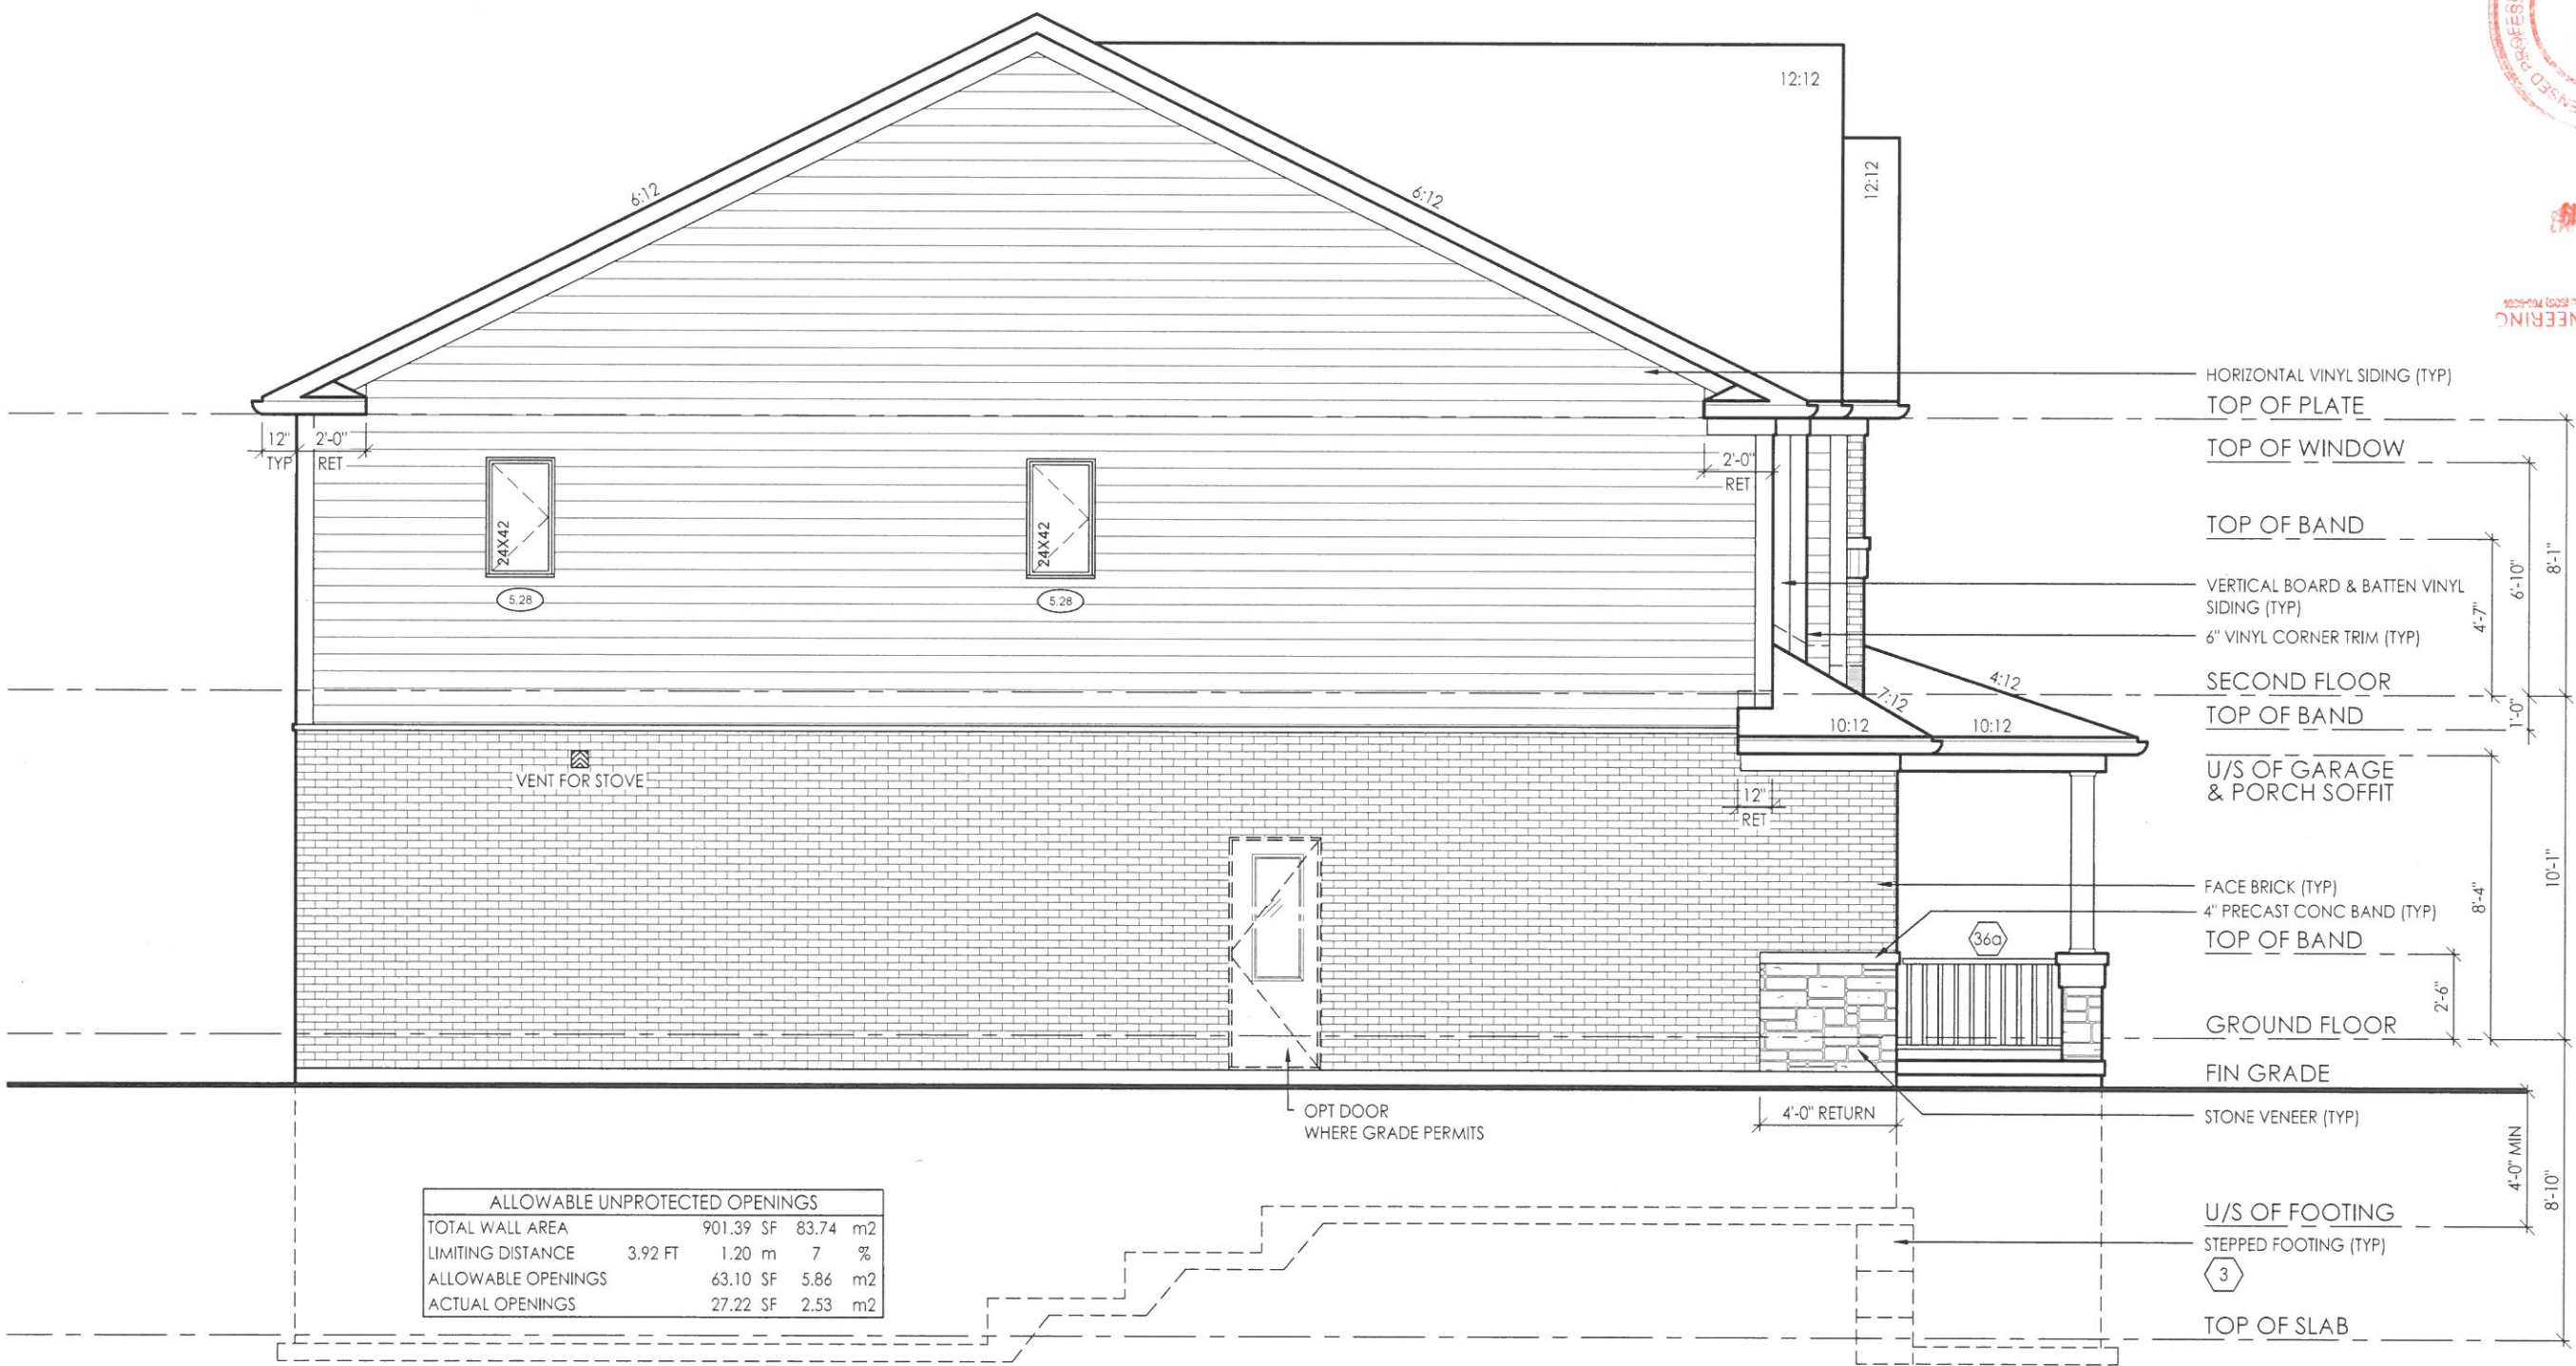 12:12
12:12
6:12
6:12
HORIZONTAL VINYL SIDING (TYP)
TOP OF PLATE
12" 2'-0"
TYP RET
2'-0"
RET
TOP OF WINDOW
24X42
24X42
5.28
5.28
TOP OF BAND
VERTICAL BOARD & BATTEN VINYL
SIDING (TYP)
6" VINYL CORNER TRIM (TYP)
4'-7"
6'-10"
8'-1"
SECOND FLOOR
TOP OF BAND
1'-0"
4:12
7:12
10:12
10:12
VENT FOR STOVE
U/S OF GARAGE
& PORCH SOFFIT
12"
RET
FACE BRICK (TYP)
4" PRECAST CONC BAND (TYP)
TOP OF BAND
36a
8'-4"
10'-1"
2'-6"
GROUND FLOOR
FIN GRADE
OPT DOOR
WHERE GRADE PERMITS
4'-0" RETURN
STONE VENEER (TYP)
4'-0" MIN
8'-10"
ALLOWABLE UNPROTECTED OPENINGS
TOTAL WALL AREA 901.39 SF 83.74 m2
LIMITING DISTANCE 3.92 FT 1.20 m 7 %
ALLOWABLE OPENINGS 63.10 SF 5.86 m2
ACTUAL OPENINGS 27.22 SF 2.53 m2
U/S OF FOOTING
STEPPED FOOTING (TYP)
3
TOP OF SLAB